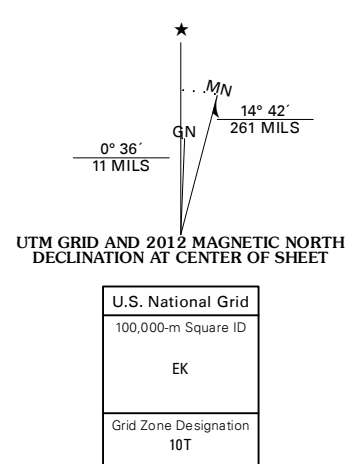 MN
14° 42´
261 MILS
GN
0° 36´
11 MILS
UTM GRID AND 2012 MAGNETIC NORTH
DECLINATION AT CENTER OF SHEET
U.S. National Grid
100,000-m Square ID
EK
Grid Zone Designation
10T